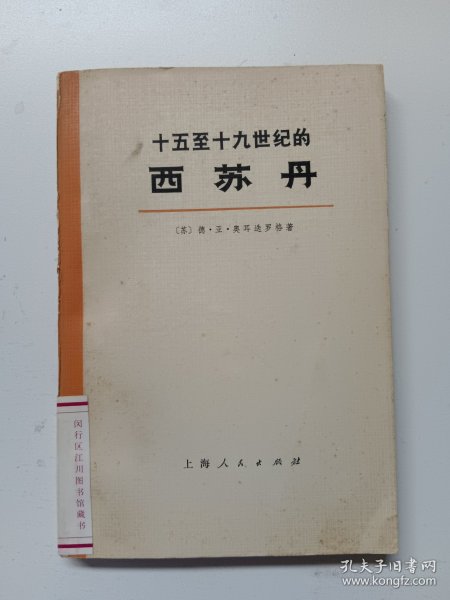 十五至十九世纪的
西苏丹
〔苏〕德·亚·奥耳迭罗格著
上海人民出版社
闵行区江川图书馆藏书
孔夫子旧书网
www.kongfz.com